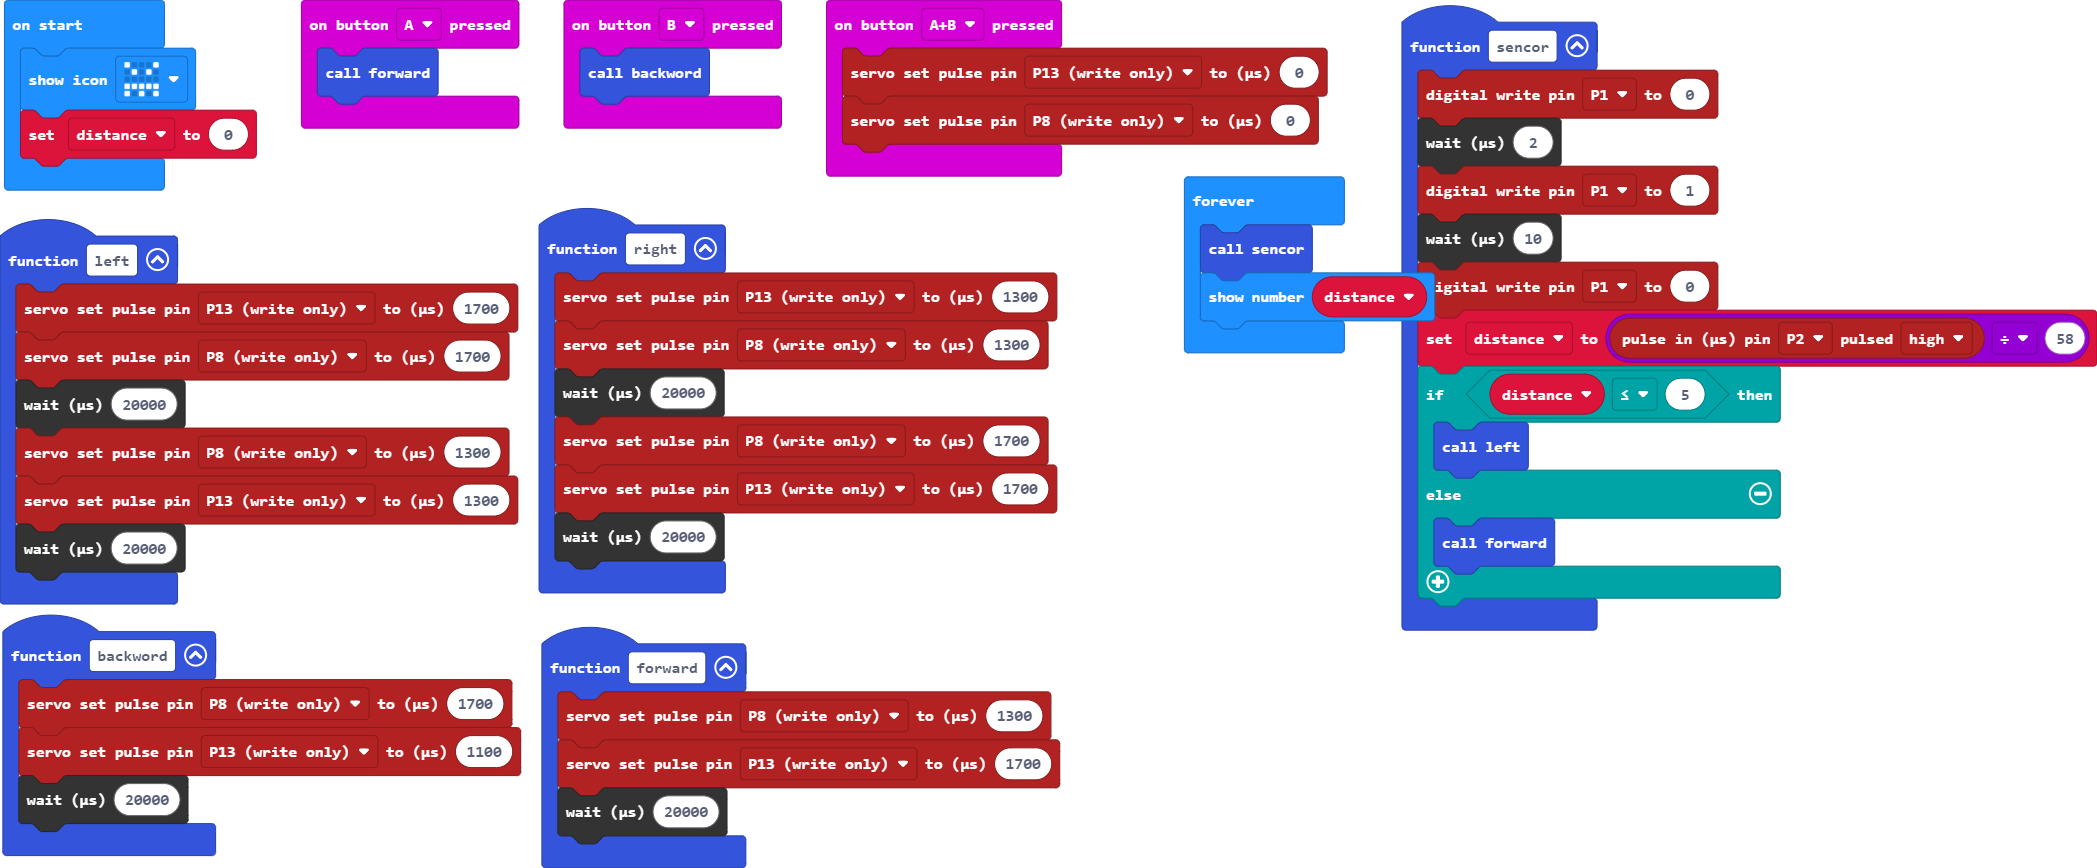 on start
show icon
set distance to 0
on button A pressed
call forward
on button B pressed
call backword
on button A+B pressed
servo set pulse pin P13 (write only) to (µs) 0
servo set pulse pin P8 (write only) to (µs) 0
forever
call sencor
show number distance
function sencor
digital write pin P1 to 0
wait (µs) 2
digital write pin P1 to 1
wait (µs) 10
igital write pin P1 to 0
set distance to pulse in (µs) pin P2 pulsed high ÷ 58
if distance ≤ 5 then
call left
else
call forward
function left
servo set pulse pin P13 (write only) to (µs) 1700
servo set pulse pin P8 (write only) to (µs) 1700
wait (µs) 20000
servo set pulse pin P8 (write only) to (µs) 1300
servo set pulse pin P13 (write only) to (µs) 1300
wait (µs) 20000
function right
servo set pulse pin P13 (write only) to (µs) 1300
servo set pulse pin P8 (write only) to (µs) 1300
wait (µs) 20000
servo set pulse pin P8 (write only) to (µs) 1700
servo set pulse pin P13 (write only) to (µs) 1700
wait (µs) 20000
function backword
servo set pulse pin P8 (write only) to (µs) 1700
servo set pulse pin P13 (write only) to (µs) 1100
wait (µs) 20000
function forward
servo set pulse pin P8 (write only) to (µs) 1300
servo set pulse pin P13 (write only) to (µs) 1700
wait (µs) 20000